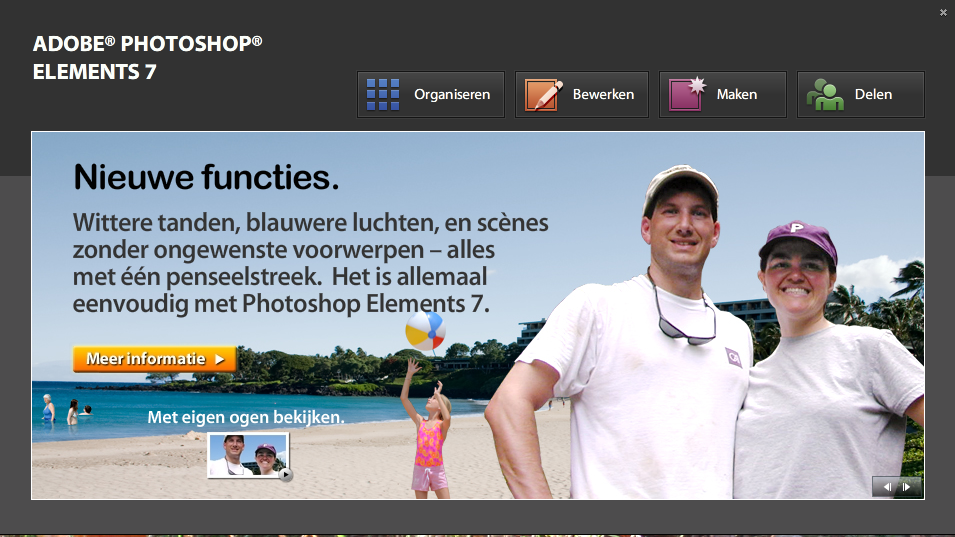 ADOBE® PHOTOSHOP®
ELEMENTS 7
Organiseren
Bewerken
Maken
Delen
Nieuwe functies.
Wittere tanden, blauwere luchten, en scènes
zonder ongewenste voorwerpen – alles
met één penseelstreek. Het is allemaal
eenvoudig met Photoshop Elements 7.
Meer informatie
Met eigen ogen bekijken.
P